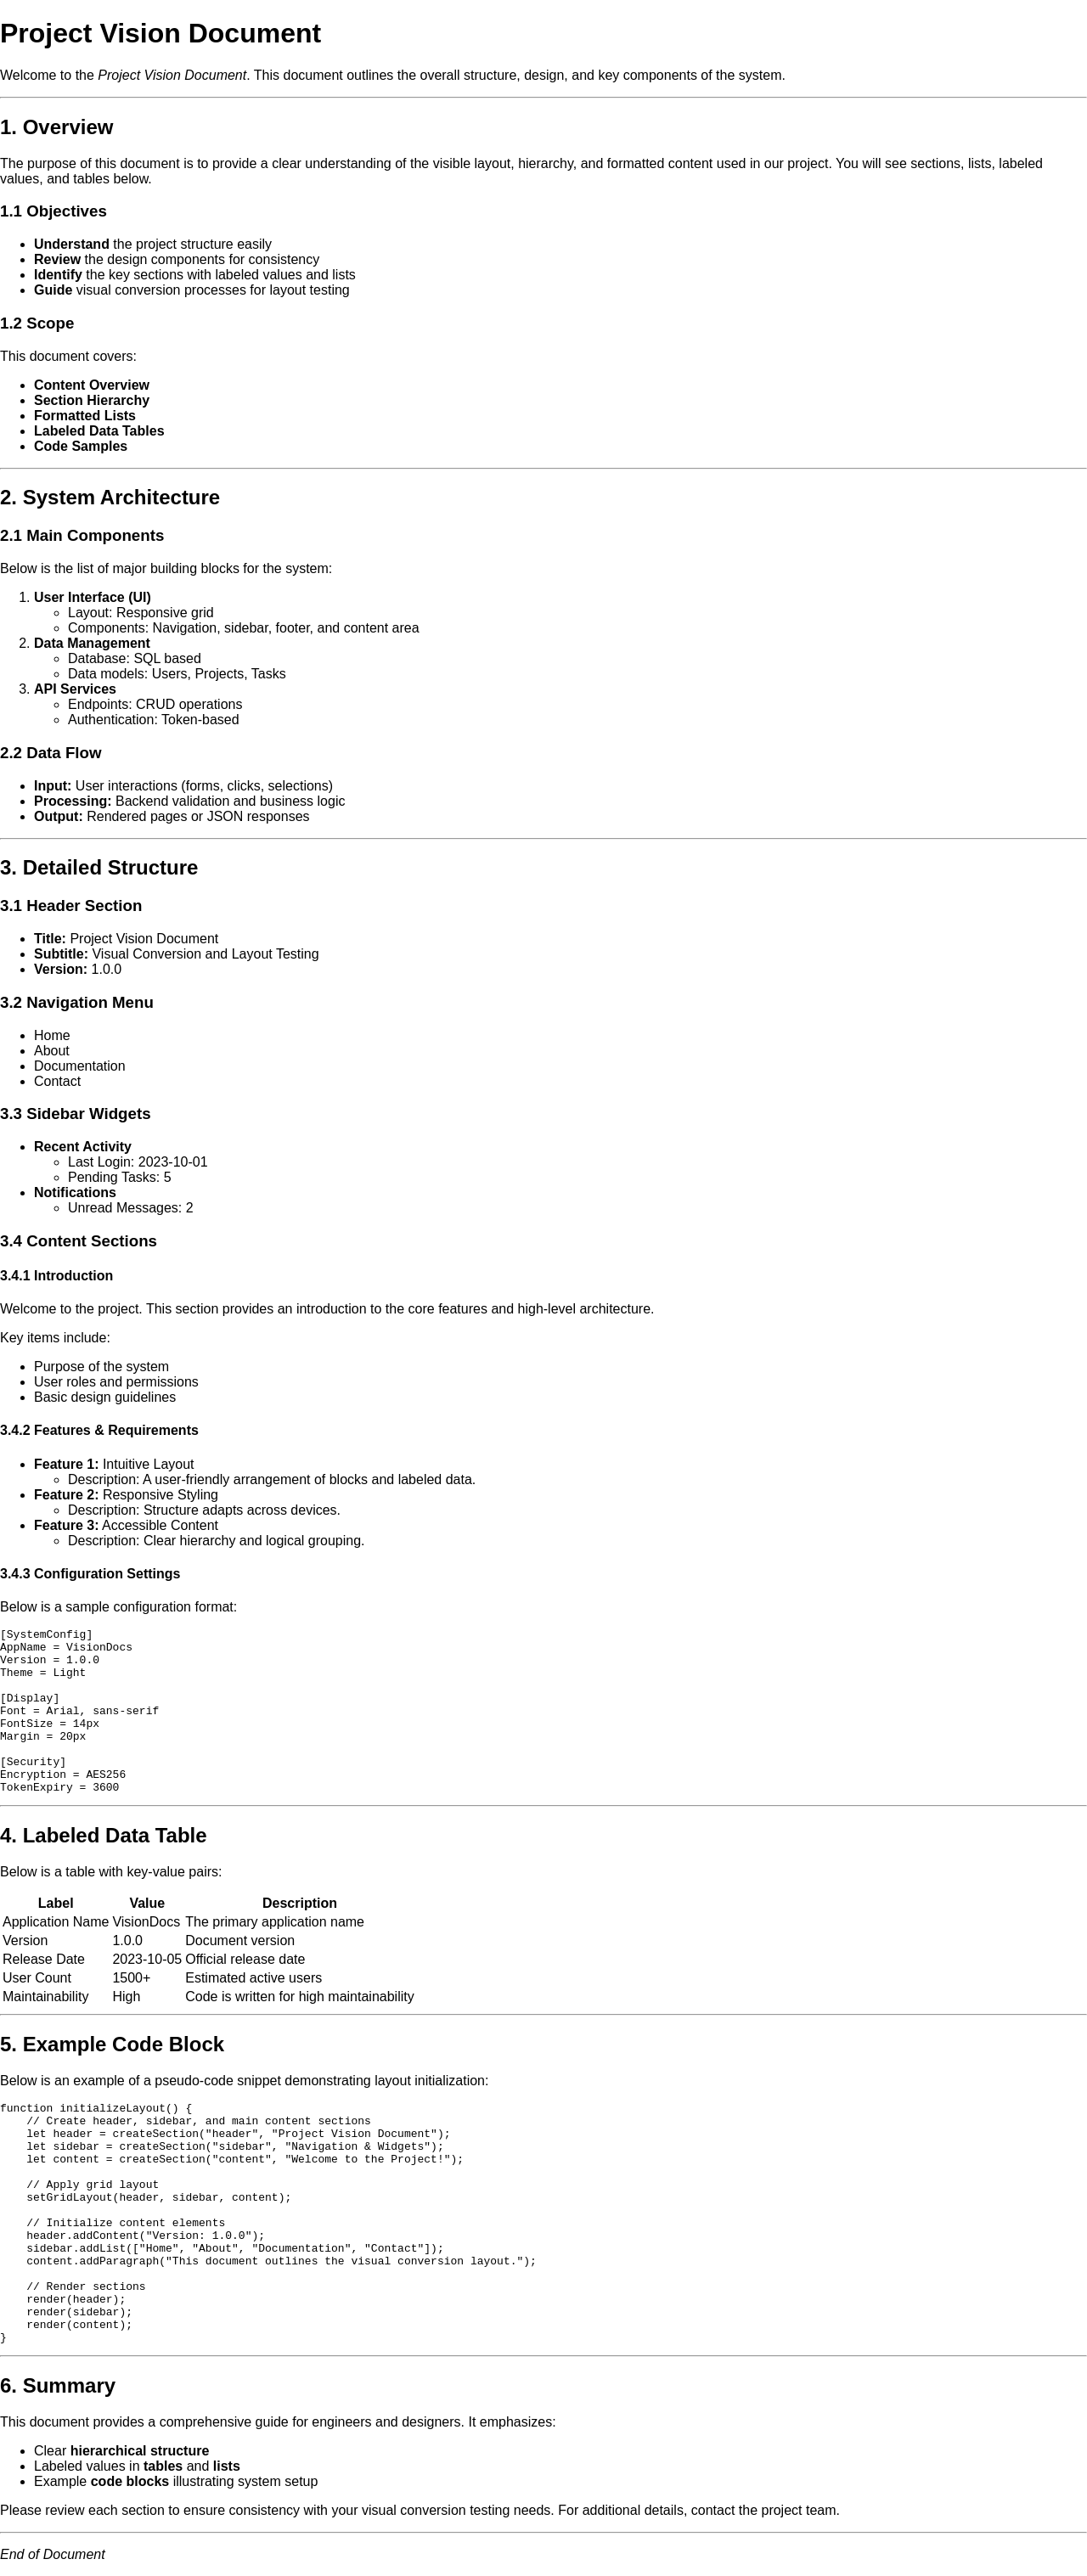 Project Vision Document
Welcome to the Project Vision Document. This document outlines the overall structure, design, and key components of the system.
1. Overview
The purpose of this document is to provide a clear understanding of the visible layout, hierarchy, and formatted content used in our project. You will see sections, lists, labeled
values, and tables below.
1.1 Objectives
• Understand the project structure easily
• Review the design components for consistency
• Identify the key sections with labeled values and lists
• Guide visual conversion processes for layout testing
1.2 Scope
This document covers:
• Content Overview
• Section Hierarchy
• Formatted Lists
• Labeled Data Tables
• Code Samples
2. System Architecture
2.1 Main Components
Below is the list of major building blocks for the system:
1. User Interface (UI)
◦ Layout: Responsive grid
◦ Components: Navigation, sidebar, footer, and content area
2. Data Management
◦ Database: SQL based
◦ Data models: Users, Projects, Tasks
3. API Services
◦ Endpoints: CRUD operations
◦ Authentication: Token-based
2.2 Data Flow
• Input: User interactions (forms, clicks, selections)
• Processing: Backend validation and business logic
• Output: Rendered pages or JSON responses
3. Detailed Structure
3.1 Header Section
• Title: Project Vision Document
• Subtitle: Visual Conversion and Layout Testing
• Version: 1.0.0
3.2 Navigation Menu
• Home
• About
• Documentation
• Contact
3.3 Sidebar Widgets
• Recent Activity
◦ Last Login: 2023-10-01
◦ Pending Tasks: 5
• Notifications
◦ Unread Messages: 2
3.4 Content Sections
3.4.1 Introduction
Welcome to the project. This section provides an introduction to the core features and high-level architecture.
Key items include:
• Purpose of the system
• User roles and permissions
• Basic design guidelines
3.4.2 Features & Requirements
• Feature 1: Intuitive Layout
◦ Description: A user-friendly arrangement of blocks and labeled data.
• Feature 2: Responsive Styling
◦ Description: Structure adapts across devices.
• Feature 3: Accessible Content
◦ Description: Clear hierarchy and logical grouping.
3.4.3 Configuration Settings
Below is a sample configuration format:
[SystemConfig]
AppName = VisionDocs
Version = 1.0.0
Theme = Light
[Display]
Font = Arial, sans-serif
FontSize = 14px
Margin = 20px
[Security]
Encryption = AES256
TokenExpiry = 3600
4. Labeled Data Table
Below is a table with key-value pairs:
Label Value Description
Application Name VisionDocs The primary application name
Version 1.0.0 Document version
Release Date 2023-10-05 Official release date
User Count 1500+ Estimated active users
Maintainability High Code is written for high maintainability
5. Example Code Block
Below is an example of a pseudo-code snippet demonstrating layout initialization:
function initializeLayout() {
    // Create header, sidebar, and main content sections
    let header = createSection("header", "Project Vision Document");
    let sidebar = createSection("sidebar", "Navigation & Widgets");
    let content = createSection("content", "Welcome to the Project!");
    // Apply grid layout
    setGridLayout(header, sidebar, content);
    // Initialize content elements
    header.addContent("Version: 1.0.0");
    sidebar.addList(["Home", "About", "Documentation", "Contact"]);
    content.addParagraph("This document outlines the visual conversion layout.");
    // Render sections
    render(header);
    render(sidebar);
    render(content);
}
6. Summary
This document provides a comprehensive guide for engineers and designers. It emphasizes:
• Clear hierarchical structure
• Labeled values in tables and lists
• Example code blocks illustrating system setup
Please review each section to ensure consistency with your visual conversion testing needs. For additional details, contact the project team.
End of Document